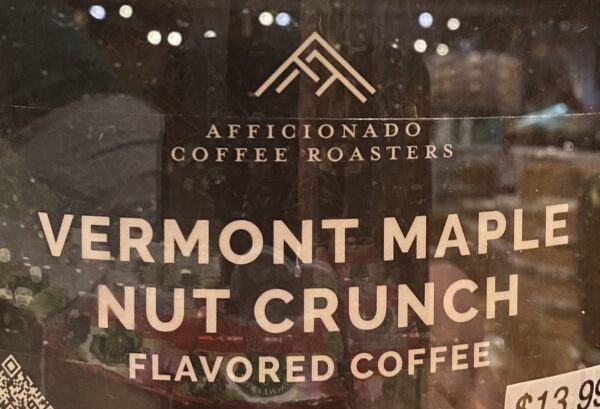 AFFICIONADO
COFFEE ROASTERS
VERMONT MAPLE
NUT CRUNCH
FLAVORED COFFEE
$13.99